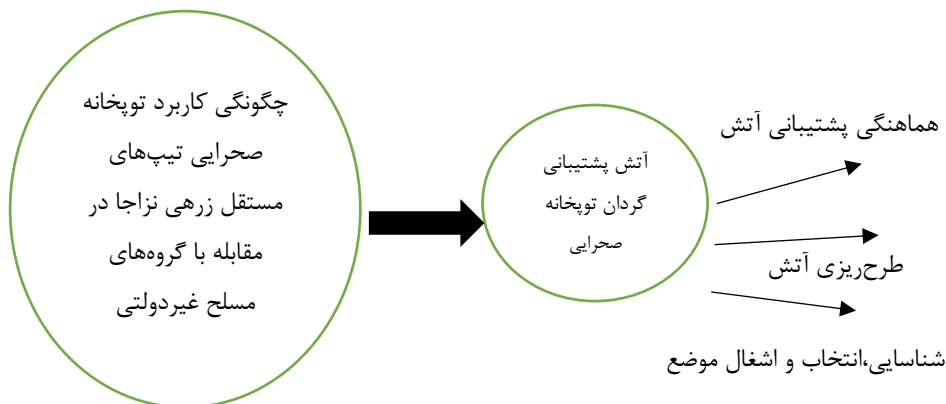 چگونگی کاربرد توپخانه
صحرایی تیپ‌های
مستقل زرهی نزاجا در
مقابله با گروه‌های
مسلح غیردولتی
آتش پشتیبانی
گردان توپخانه
صحرایی
هماهنگی پشتیبانی آتش
طرح‌ریزی آتش
شناسایی،انتخاب و اشغال موضع